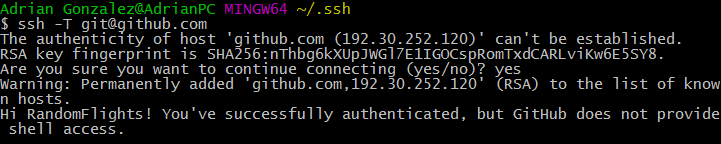 Adrian Gonzalez@AdrianPC MINGW64 ~/.ssh
$ ssh -T git@github.com
The authenticity of host 'github.com (192.30.252.120)' can't be established.
RSA key fingerprint is SHA256:nThbg6kXUpJWGl7E1IGOCspRomTxdCARLviKw6E5SY8.
Are you sure you want to continue connecting (yes/no)? yes
Warning: Permanently added 'github.com,192.30.252.120' (RSA) to the list of know
n hosts.
Hi RandomFlights! You've successfully authenticated, but GitHub does not provide
 shell access.